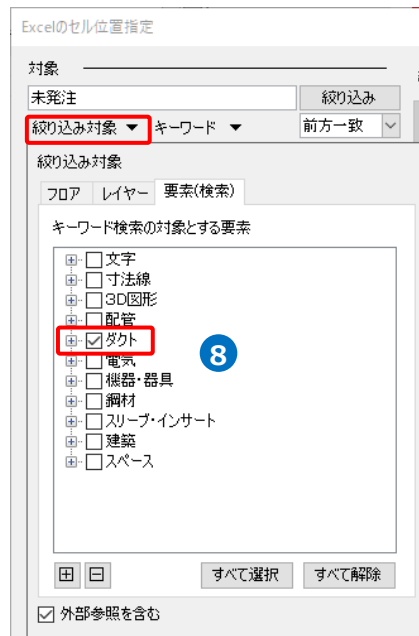 Excelのセル位置指定
対象
未発注 絞り込み
絞り込み対象 ▼ キーワード ▼ 前方一致
絞り込み対象
フロア レイヤー 要素(検索)
キーワード検索の対象とする要素
文字
寸法線
3D図形
配管
ダクト
電気
8
機器・器具
鋼材
スリーブ・インサート
建築
スペース
すべて選択 すべて解除
外部参照を含む